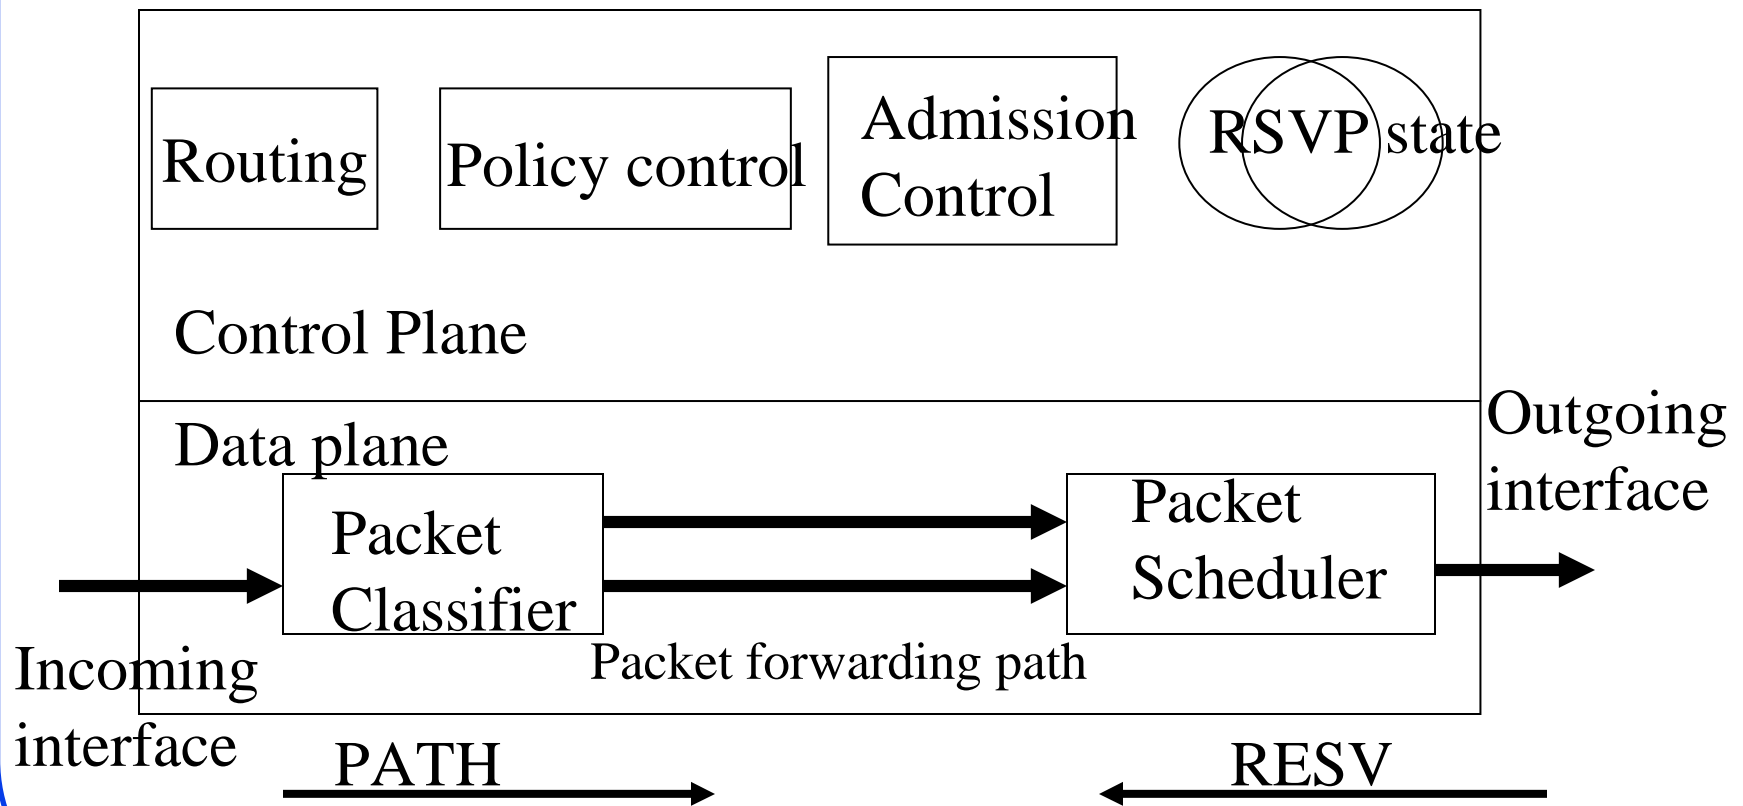 Routing
Policy control
Admission
Control
RSVP state
Control Plane
Data plane
Packet
Classifier
Packet
Scheduler
Outgoing
interface
Packet forwarding path
Incoming
interface
PATH
RESV